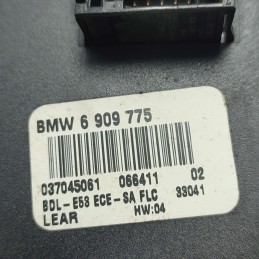 BMW 6 909 775
037045061 066411 02
BDL-E53 ECE-SA FLC 33041
LEAR HW:04